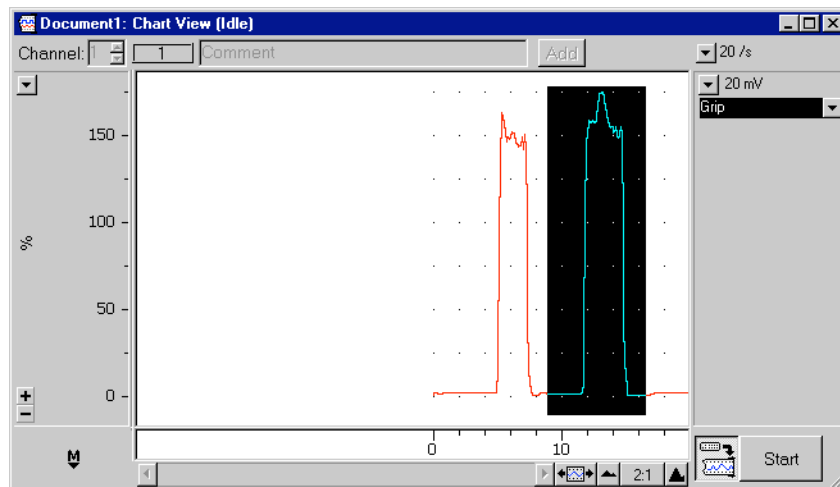 Document1: Chart View (Idle)
Channel: 1 1 Comment Add 20 /s
20 mV
Grip
150
100
%
50
0
+
−
0 10
M
2:1 Start